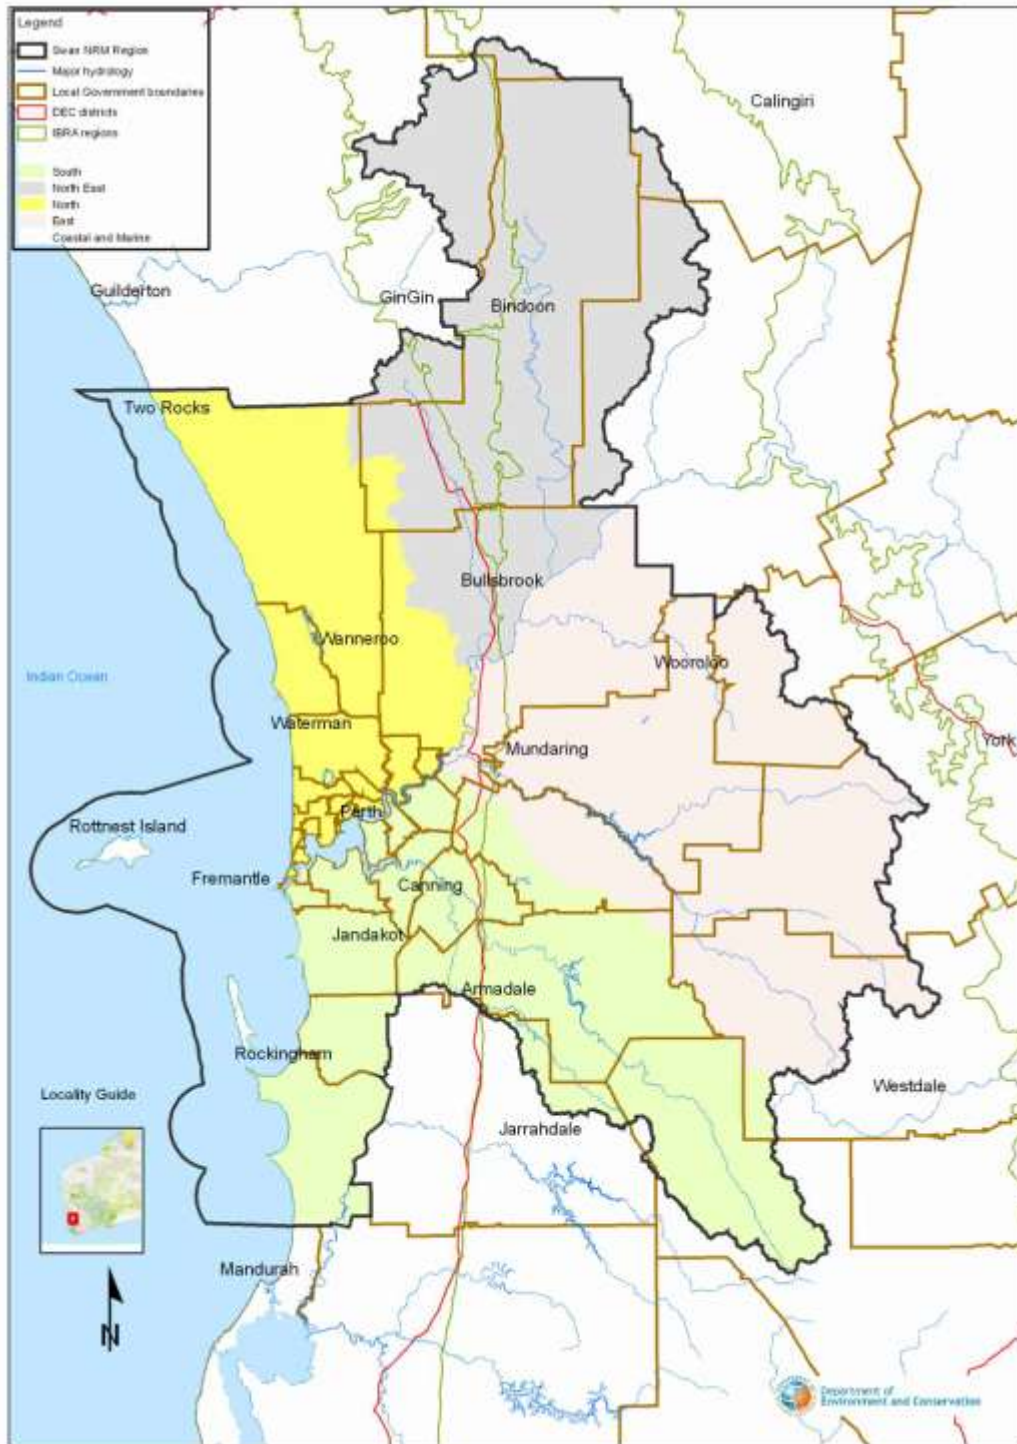 Legend
Swan NRM Region
Major hydrology
Local Government boundaries
DEC districts
IBRA regions
South
North East
North
East
Coastal and Marine
Calingiri
Guilderton
GinGin
Bindoon
Two Rocks
Bullsbrook
Wanneroo
Wooroloo
Indian Ocean
Waterman
Mundaring
York
Perth
Rottnest Island
Fremantle
Canning
Jandakot
Armadale
Rockingham
Westdale
Locality Guide
Jarrahdale
Mandurah
N
Department of
Environment and Conservation